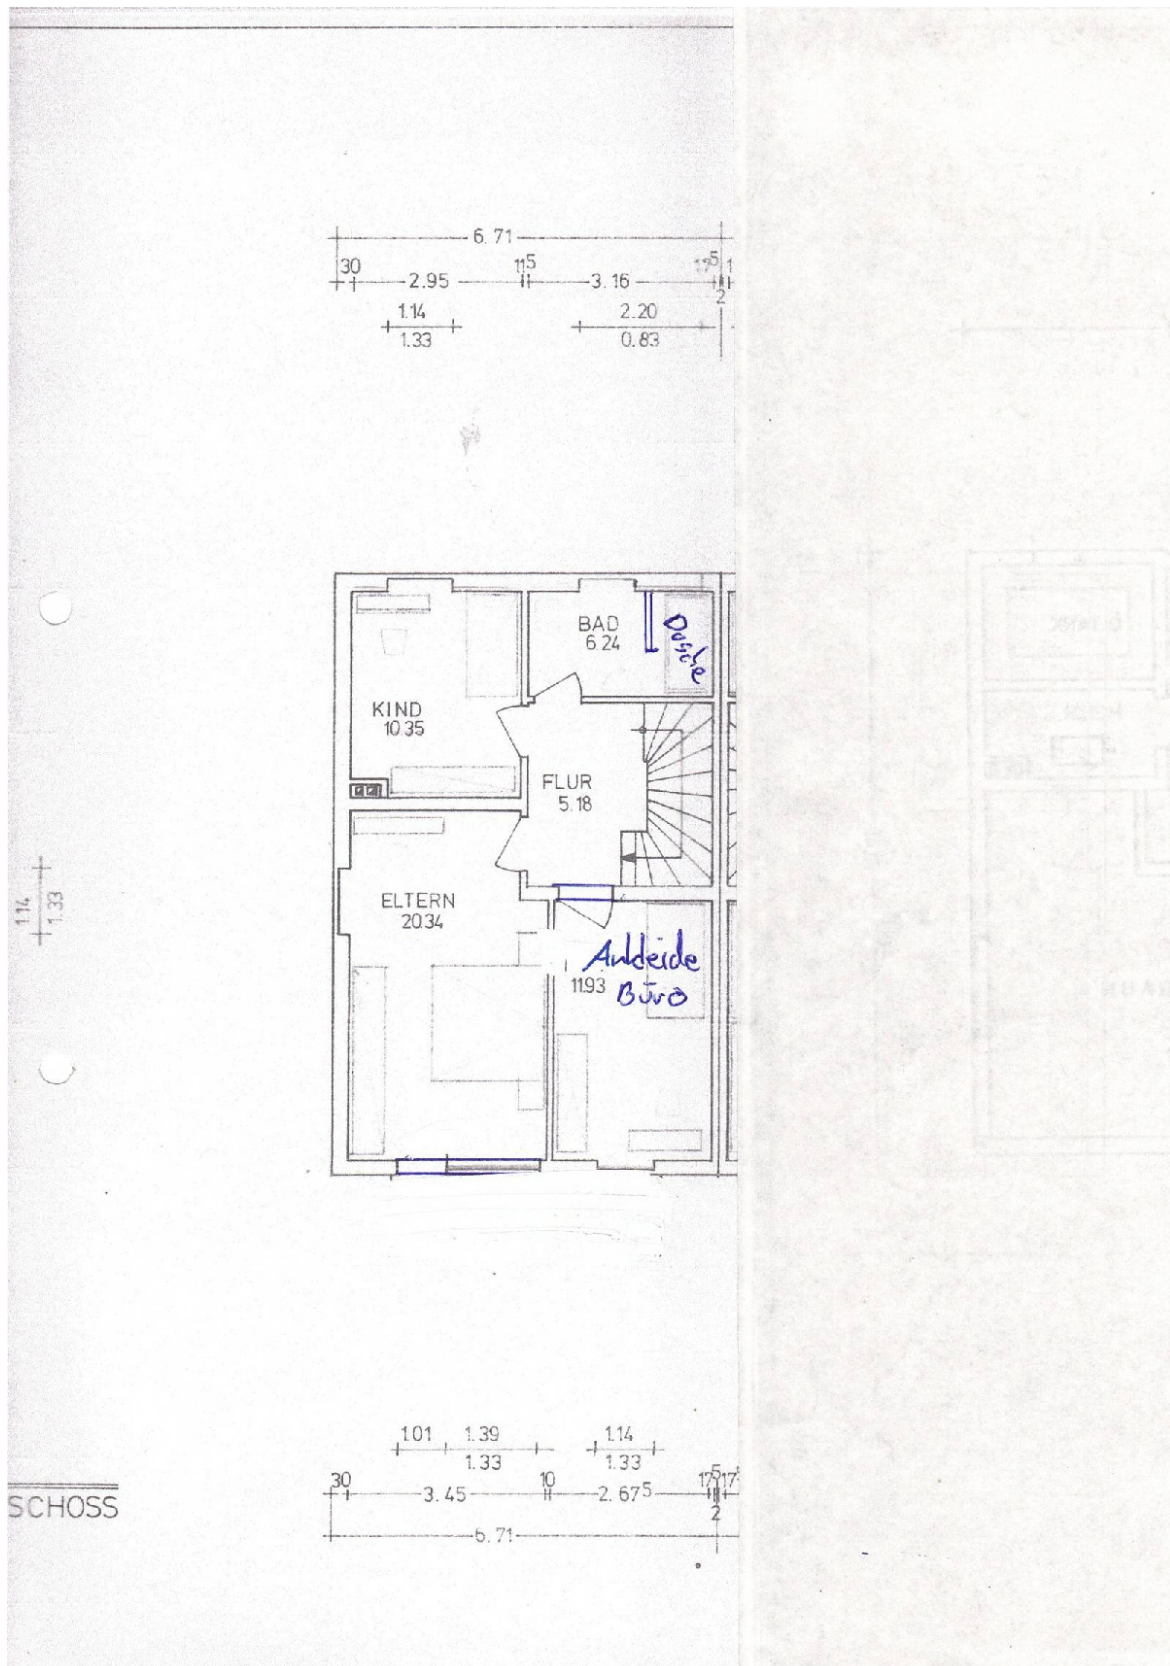 6.71
30 2.95 11⁵ 3.16 17⁵ 1
2
1.14 2.20
1.33 0.83
BAD
6.24
Dusche
KIND
10.35
FLUR
5.18
1.14
1.33
ELTERN
20.34
Ankleide
11.93
Büro
1.01 1.39 1.14
1.33 1.33
30 3.45 10 2.67⁵ 17⁵ 17
2
6.71
SCHOSS